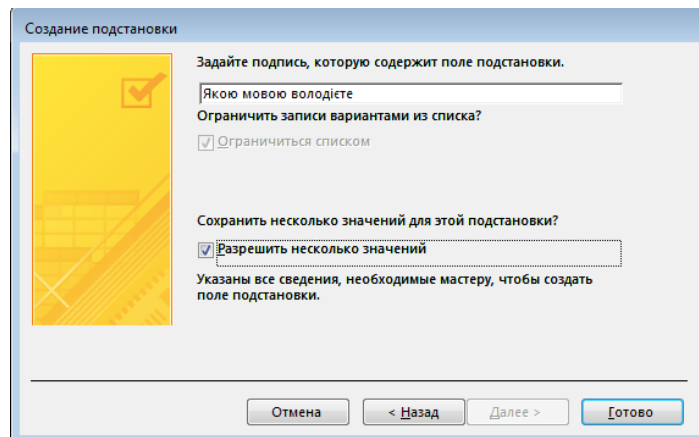 Создание подстановки
Задайте подпись, которую содержит поле подстановки.
Якою мовою володієте
Ограничить записи вариантами из списка?
Ограничиться списком
Сохранить несколько значений для этой подстановки?
Разрешить несколько значений
Указаны все сведения, необходимые мастеру, чтобы создать
поле подстановки.
Отмена < Назад Далее > Готово